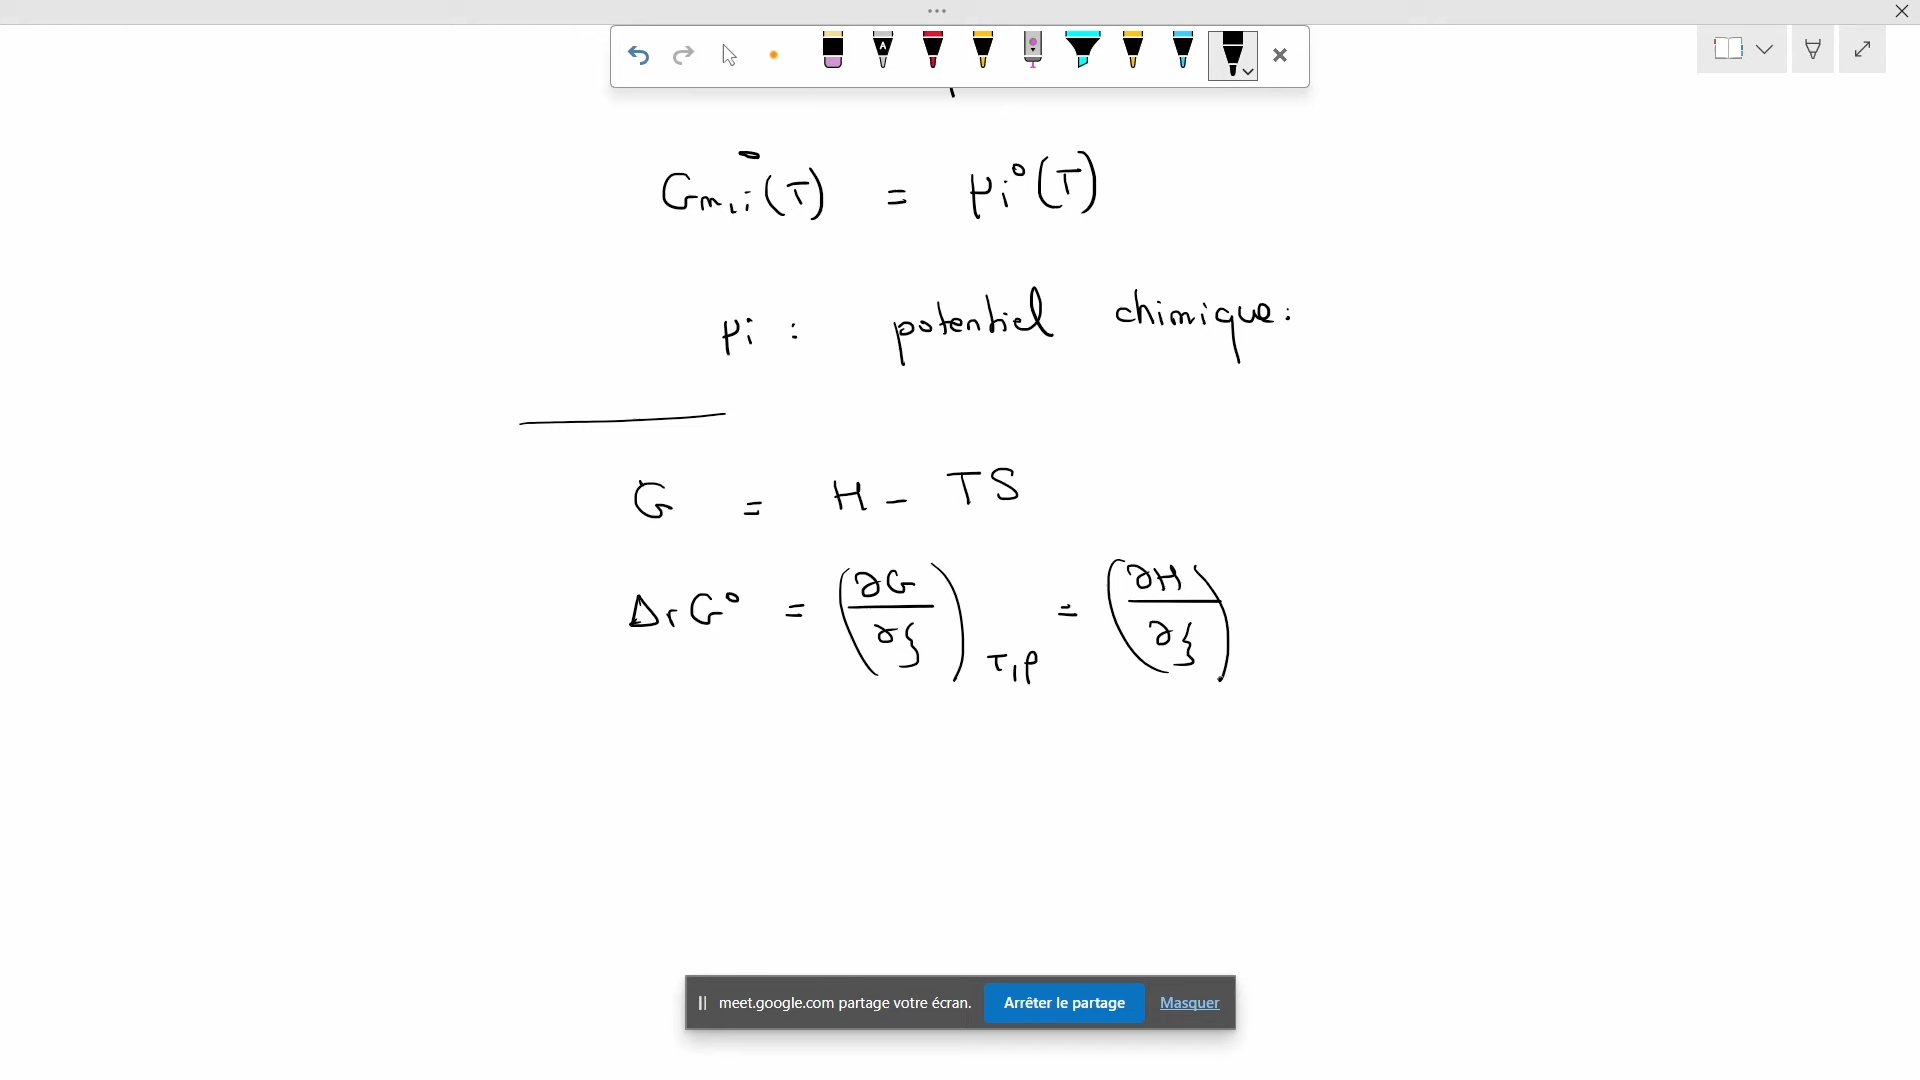 Gm,i°(T) = μi°(T)
μi : potentiel chimique:
G = H - TS
ΔrG° = (∂G/∂ξ)T,P = (∂H/∂ξ)
meet.google.com partage votre écran. Arrêter le partage Masquer